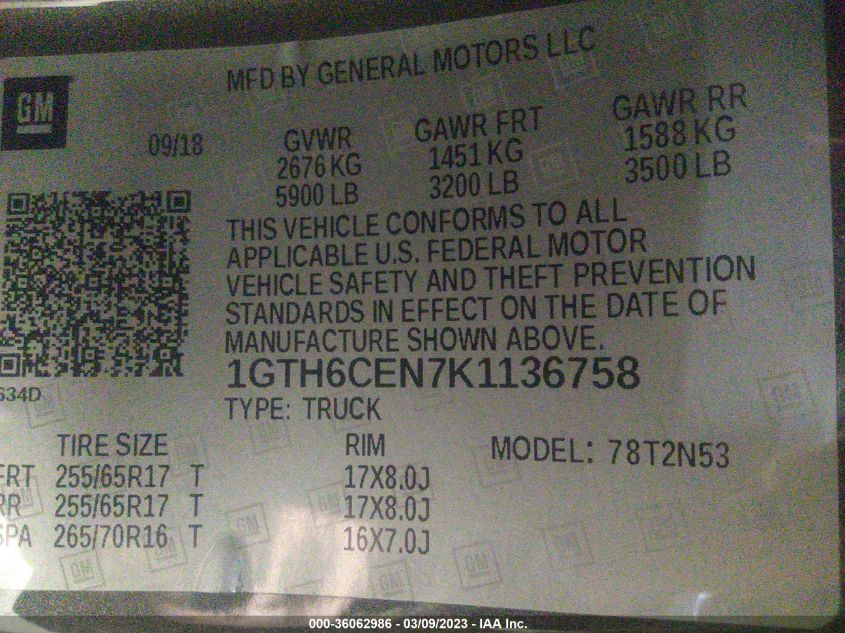 MFD BY GENERAL MOTORS LLC
GM
09/18
GVWR GAWR FRT GAWR RR
2676 KG 1451 KG 1588 KG
5900 LB 3200 LB 3500 LB
THIS VEHICLE CONFORMS TO ALL
APPLICABLE U.S. FEDERAL MOTOR
VEHICLE SAFETY AND THEFT PREVENTION
STANDARDS IN EFFECT ON THE DATE OF
MANUFACTURE SHOWN ABOVE.
1GTH6CEN7K1136758
634D
TYPE: TRUCK
TIRE SIZE RIM MODEL: 78T2N53
FRT 255/65R17 T 17X8.0J
RR 255/65R17 T 17X8.0J
SPA 265/70R16 T 16X7.0J
000-36062986 - 03/09/2023 - IAA Inc.